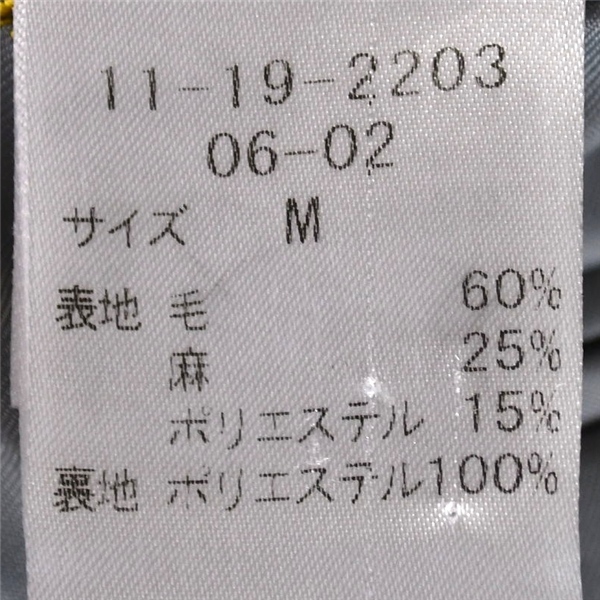 11-19-2203
06-02
サイズ M
表地 毛 60%
麻 25%
ポリエステル 15%
裏地 ポリエステル100%